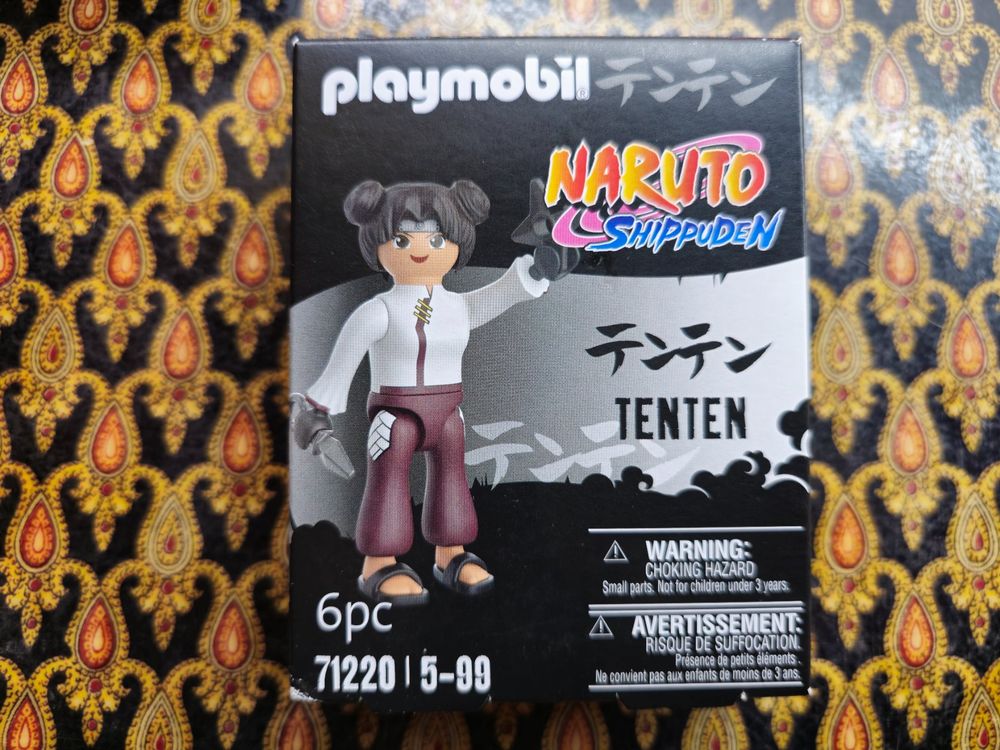 playmobil® テンテン
NARUTO
SHIPPUDEN
テンテン
TENTEN
テンテン
WARNING:
CHOKING HAZARD
Small parts. Not for children under 3 years.
AVERTISSEMENT:
RISQUE DE SUFFOCATION.
Présence de petits éléments.
Ne convient pas aux enfants de moins de 3 ans.
6pc
71220 | 5-99